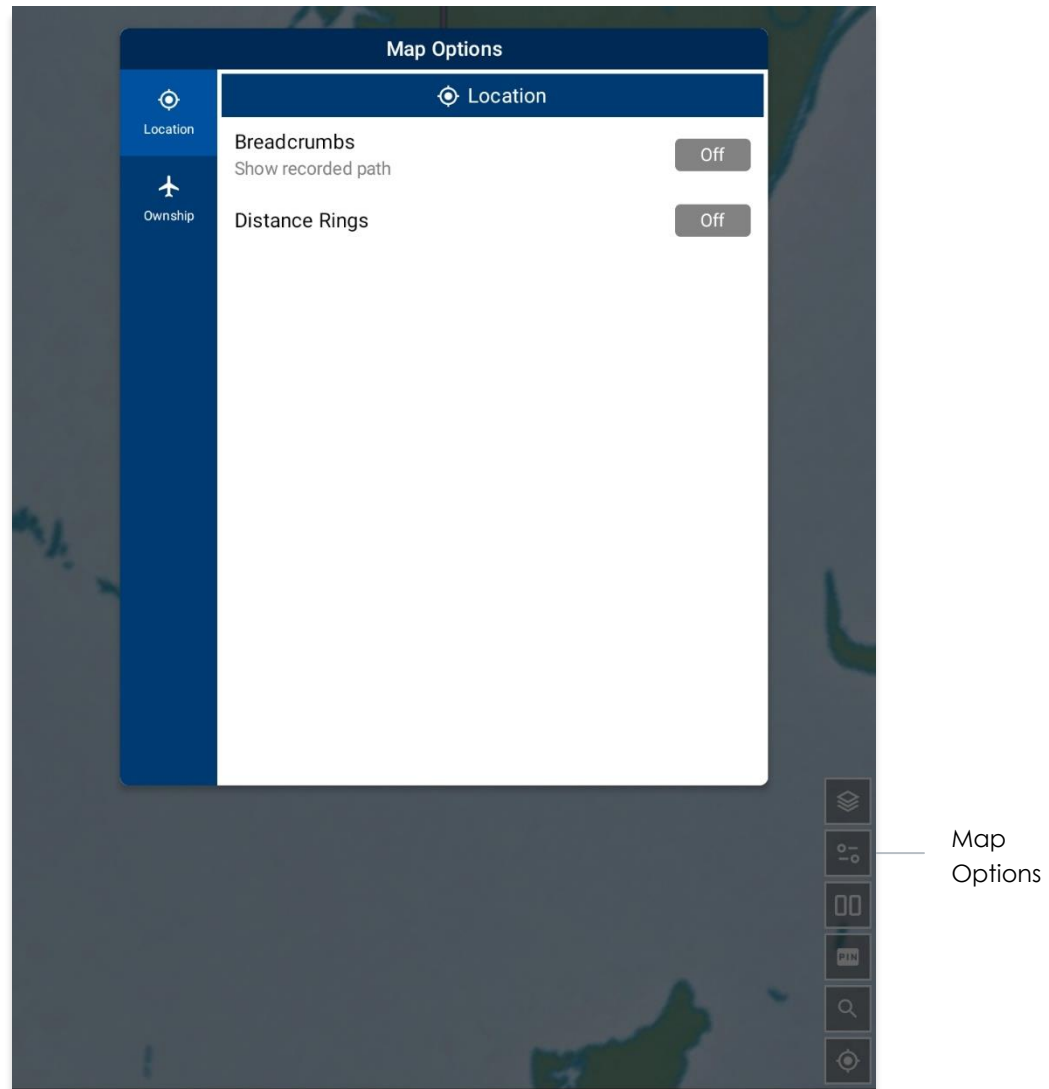 Map Options
Location
Ownship
Location
Breadcrumbs
Show recorded path
Off
Distance Rings
Off
PIN
Map
Options